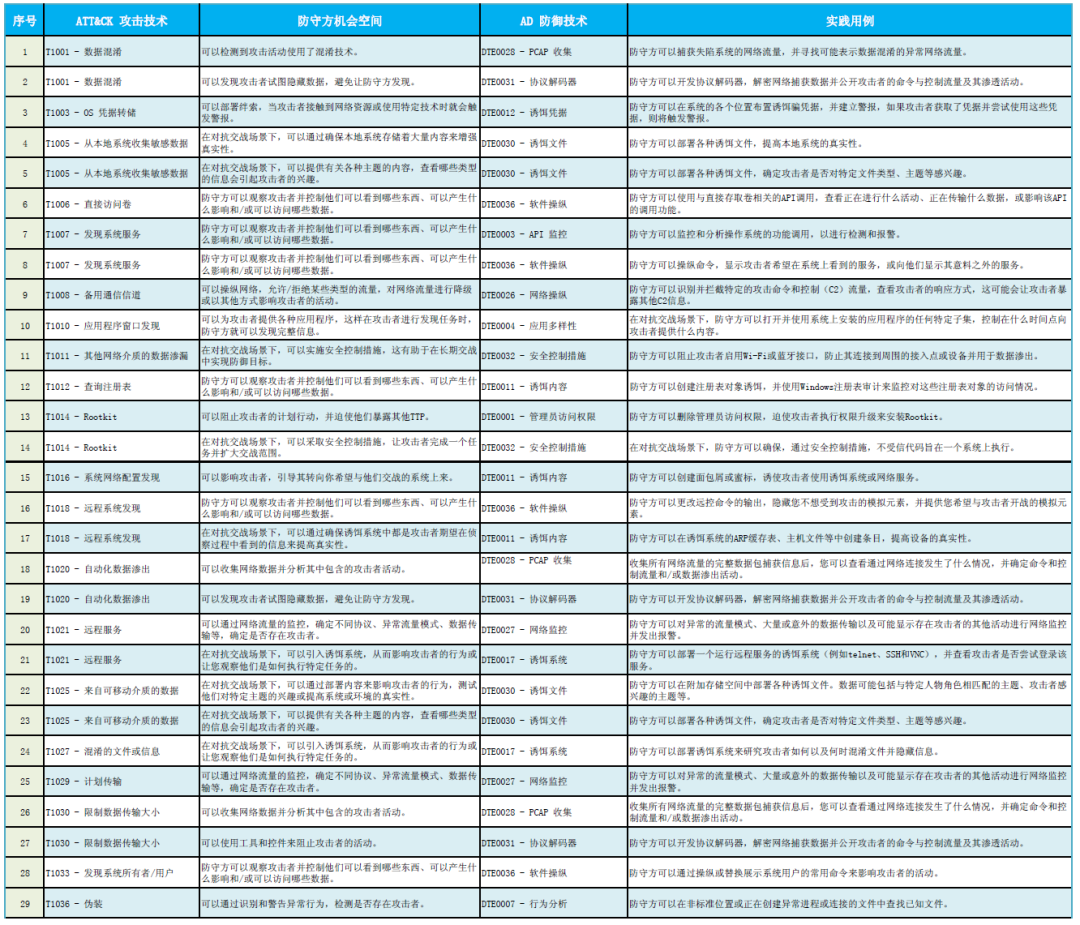 序号 ATT&CK 攻击技术 防守方机会空间 AD 防御技术 实践用例
1 T1001 - 数据混淆 可以检测到攻击活动使用了混淆技术。 DTE0028 - PCAP 收集 防守方可以捕获失陷系统的网络流量，并寻找可能表示数据混淆的异常网络流量。
2 T1001 - 数据混淆 可以发现攻击者试图隐藏数据，避免让防守方发现。 DTE0031 - 协议解码器 防守方可以开发协议解码器，解密网络捕获数据并公开攻击者的命令与控制流量及其渗透活动。
3 T1003 - OS 凭据转储 可以部署绊索，当攻击者接触到网络资源或使用特定技术时就会触
发警报。 DTE0012 - 诱饵凭据 防守方可以在系统的各个位置布置诱饵骗凭据，并建立警报，如果攻击者获取了凭据并尝试使用这些凭
据，则将触发警报。
4 T1005 - 从本地系统收集敏感数据 在对抗交战场景下，可以通过确保本地系统存储着大量内容来增强
真实性。 DTE0030 - 诱饵文件 防守方可以部署各种诱饵文件，提高本地系统的真实性。
5 T1005 - 从本地系统收集敏感数据 在对抗交战场景下，可以提供有关各种主题的内容，查看哪些类型
的信息会引起攻击者的兴趣。 DTE0030 - 诱饵文件 防守方可以部署各种诱饵文件，确定攻击者是否对特定文件类型、主题等感兴趣。
6 T1006 - 直接访问卷 防守方可以观察攻击者并控制他们可以看到哪些东西、可以产生什
么影响和/或可以访问哪些数据。 DTE0036 - 软件操纵 防守方可以使用与直接存取卷相关的API调用，查看正在进行什么活动、正在传输什么数据，或影响该API
的调用功能。
7 T1007 - 发现系统服务 防守方可以观察攻击者并控制他们可以看到哪些东西、可以产生什
么影响和/或可以访问哪些数据。 DTE0003 - API 监控 防守方可以监控和分析操作系统的功能调用，以进行检测和报警。
8 T1007 - 发现系统服务 防守方可以观察攻击者并控制他们可以看到哪些东西、可以产生什
么影响和/或可以访问哪些数据。 DTE0036 - 软件操纵 防守方可以操纵命令，显示攻击者希望在系统上看到的服务，或向他们显示其意料之外的服务。
9 T1008 - 备用通信信道 可以操纵网络，允许/拒绝某些类型的流量，对网络流量进行降级
或以其他方式影响攻击者的活动。 DTE0026 - 网络操纵 防守方可以识别并拦截特定的攻击命令和控制（C2）流量，查看攻击者的响应方式，这可能会让攻击者暴
露其他C2信息。
10 T1010 - 应用程序窗口发现 可以为攻击者提供各种应用程序，这样在攻击者进行发现任务时，
防守方就可以发现完整信息。 DTE0004 - 应用多样性 在对抗交战场景下，防守方可以打开并使用系统上安装的应用程序的任何特定子集，控制在什么时间点向
攻击者提供什么内容。
11 T1011 - 其他网络介质的数据渗漏 在对抗交战场景下，可以实施安全控制措施，这有助于在长期交战
中实现防御目标。 DTE0032 - 安全控制措施 防守方可以阻止攻击者启用Wi-Fi或蓝牙接口，防止其连接到周围的接入点或设备并用于数据渗出。
12 T1012 - 查询注册表 防守方可以观察攻击者并控制他们可以看到哪些东西、可以产生什
么影响和/或可以访问哪些数据。 DTE0011 - 诱饵内容 防守方可以创建注册表对象诱饵，并使用Windows注册表审计来监控对这些注册表对象的访问情况。
13 T1014 - Rootkit 可以阻止攻击者的计划行动，并迫使他们暴露其他TTP。 DTE0001 - 管理员访问权限 防守方可以删除管理员访问权限，迫使攻击者执行权限升级来安装Rootkit。
14 T1014 - Rootkit 在对抗交战场景下，可以采取安全控制措施，让攻击者完成一个任
务并扩大交战范围。 DTE0032 - 安全控制措施 在对抗交战场景下，防守方可以确保，通过安全控制措施，不受信代码旨在一个系统上执行。
15 T1016 - 系统网络配置发现 可以影响攻击者，引导其转向你希望与他们交战的系统上来。 DTE0011 - 诱饵内容 防守方可以创建面包屑或蜜标，诱使攻击者使用诱饵系统或网络服务。
16 T1018 - 远程系统发现 防守方可以观察攻击者并控制他们可以看到哪些东西、可以产生什
么影响和/或可以访问哪些数据。 DTE0036 - 软件操纵 防守方可以更改远控命令的输出，隐藏您不想受到攻击的模拟元素，并提供您希望与攻击者开战的模拟元
素。
17 T1018 - 远程系统发现 在对抗交战场景下，可以通过确保诱饵系统中都是攻击者期望在侦
察过程中看到的信息来提高真实性。 DTE0011 - 诱饵内容 防守方可以在诱饵系统的ARP缓存表、主机文件等中创建条目，提高设备的真实性。
18 T1020 - 自动化数据渗出 可以收集网络数据并分析其中包含的攻击者活动。 DTE0028 - PCAP 收集 收集所有网络流量的完整数据包捕获信息后，您可以查看通过网络连接发生了什么情况，并确定命令和控
制流量和/或数据渗出活动。
19 T1020 - 自动化数据渗出 可以发现攻击者试图隐藏数据，避免让防守方发现。 DTE0031 - 协议解码器 防守方可以开发协议解码器，解密网络捕获数据并公开攻击者的命令与控制流量及其渗透活动。
20 T1021 - 远程服务 可以通过网络流量的监控，确定不同协议、异常流量模式、数据传
输等，确定是否存在攻击者。 DTE0027 - 网络监控 防守方可以对异常的流量模式、大量或意外的数据传输以及可能显示存在攻击者的其他活动进行网络监控
并发出报警。
21 T1021 - 远程服务 在对抗交战场景下，可以引入诱饵系统，从而影响攻击者的行为或
让您观察他们是如何执行特定任务的。 DTE0017 - 诱饵系统 防守方可以部署一个运行远程服务的诱饵系统（例如telnet、SSH和VNC），并查看攻击者是否尝试登录该
服务。
22 T1025 - 来自可移动介质的数据 在对抗交战场景下，可以通过部署内容来影响攻击者的行为，测试
他们对特定主题的兴趣或提高系统或环境的真实性。 DTE0030 - 诱饵文件 防守方可以在附加存储空间中部署各种诱饵文件。数据可能包括与特定人物角色相匹配的主题、攻击者感
兴趣的主题等。
23 T1025 - 来自可移动介质的数据 在对抗交战场景下，可以提供有关各种主题的内容，查看哪些类型
的信息会引起攻击者的兴趣。 DTE0030 - 诱饵文件 防守方可以部署各种诱饵文件，确定攻击者是否对特定文件类型、主题等感兴趣。
24 T1027 - 混淆的文件或信息 在对抗交战场景下，可以引入诱饵系统，从而影响攻击者的行为或
让您观察他们是如何执行特定任务的。 DTE0017 - 诱饵系统 防守方可以部署诱饵系统来研究攻击者如何以及何时混淆文件并隐藏信息。
25 T1029 - 计划传输 可以通过网络流量的监控，确定不同协议、异常流量模式、数据传
输等，确定是否存在攻击者。 DTE0027 - 网络监控 防守方可以对异常的流量模式、大量或意外的数据传输以及可能显示存在攻击者的其他活动进行网络监控
并发出报警。
26 T1030 - 限制数据传输大小 可以收集网络数据并分析其中包含的攻击者活动。 DTE0028 - PCAP 收集 收集所有网络流量的完整数据包捕获信息后，您可以查看通过网络连接发生了什么情况，并确定命令和控
制流量和/或数据渗出活动。
27 T1030 - 限制数据传输大小 可以使用工具和控件来阻止攻击者的活动。 DTE0031 - 协议解码器 防守方可以开发协议解码器，解密网络捕获数据并公开攻击者的命令与控制流量及其渗透活动。
28 T1033 - 发现系统所有者/用户 防守方可以观察攻击者并控制他们可以看到哪些东西、可以产生什
么影响和/或可以访问哪些数据。 DTE0036 - 软件操纵 防守方可以通过操纵或替换展示系统用户的常用命令来影响攻击者的活动。
29 T1036 - 伪装 可以通过识别和警告异常行为，检测是否存在攻击者。 DTE0007 - 行为分析 防守方可以在非标准位置或正在创建异常进程或连接的文件中查找已知文件。